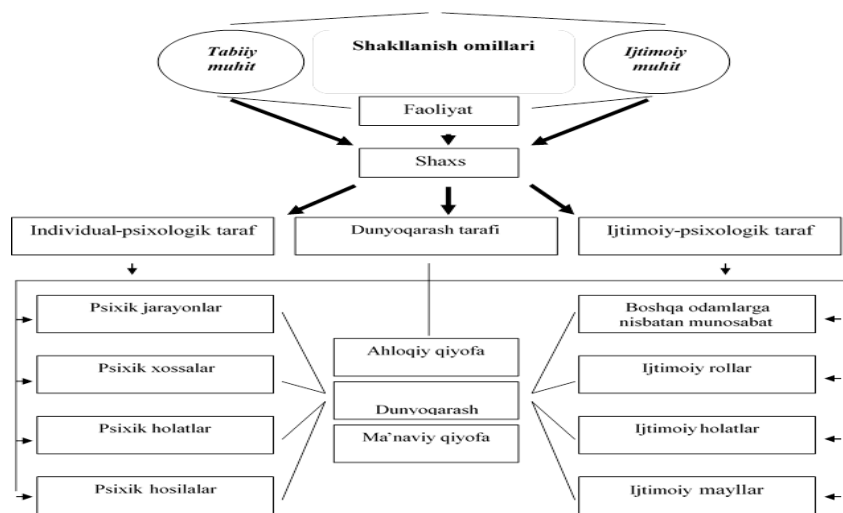 Shakllanish omillari
Tabiiy
muhit
Ijtimoiy
muhit
Faoliyat
Shaxs
Individual-psixologik taraf
Dunyoqarash tarafi
Ijtimoiy-psixologik taraf
Psixik jarayonlar
Psixik xossalar
Psixik holatlar
Psixik hosilalar
Ahloqiy qiyofa
Dunyoqarash
Ma'naviy qiyofa
Boshqa odamlarga
nisbatan munosabat
Ijtimoiy rollar
Ijtimoiy holatlar
Ijtimoiy mayllar